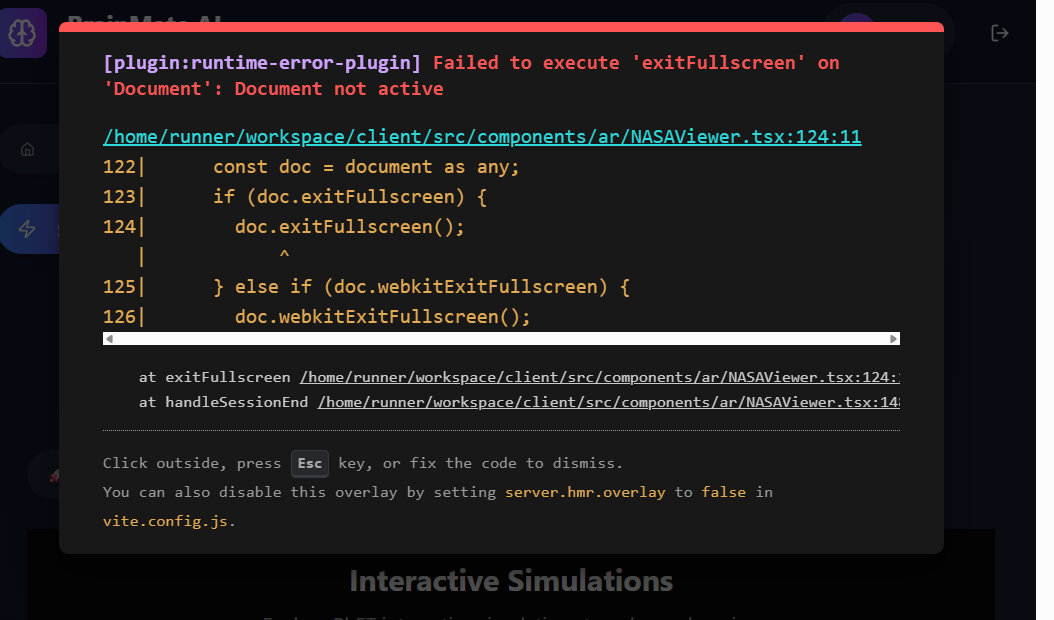 BrainMate AI
[plugin:runtime-error-plugin] Failed to execute 'exitFullscreen' on
'Document': Document not active
/home/runner/workspace/client/src/components/ar/NASAViewer.tsx:124:11
122|      const doc = document as any;
123|      if (doc.exitFullscreen) {
124|        doc.exitFullscreen();
   |            ^
125|      } else if (doc.webkitExitFullscreen) {
126|        doc.webkitExitFullscreen();
at exitFullscreen /home/runner/workspace/client/src/components/ar/NASAViewer.tsx:124:
at handleSessionEnd /home/runner/workspace/client/src/components/ar/NASAViewer.tsx:148
Click outside, press Esc key, or fix the code to dismiss.
You can also disable this overlay by setting server.hmr.overlay to false in
vite.config.js.
Interactive Simulations